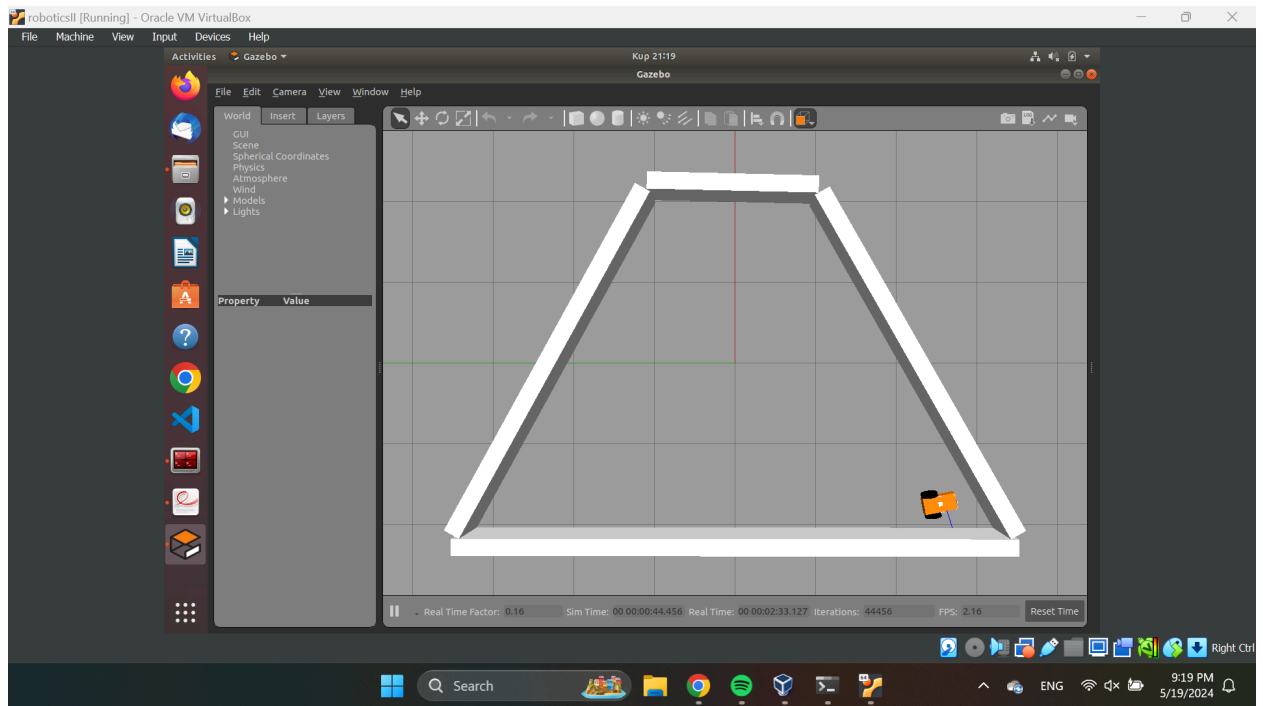 roboticsII [Running] - Oracle VM VirtualBox
File Machine View Input Devices Help
Activities Gazebo Kup 21:19
Gazebo
File Edit Camera View Window Help
World Insert Layers
GUI
Scene
Spherical Coordinates
Physics
Atmosphere
Wind
Models
Lights
Property Value
Real Time Factor: 0.16 Sim Time: 00 00:00:44.456 Real Time: 00 00:02:33.127 Iterations: 44456 FPS: 2.16 Reset Time
Right Ctrl
Search
ENG
9:19 PM
5/19/2024